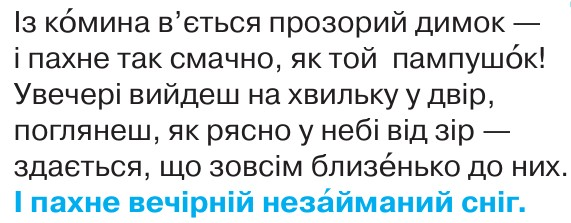 Із ко́мина в’ється прозорий димок —
і пахне так смачно, як той пампушо́к!
Увечері вийдеш на хвильку у двір,
поглянеш, як рясно у небі від зір —
здається, що зовсім близе́нько до них.
І пахне вечірній неза́йманий сніг.